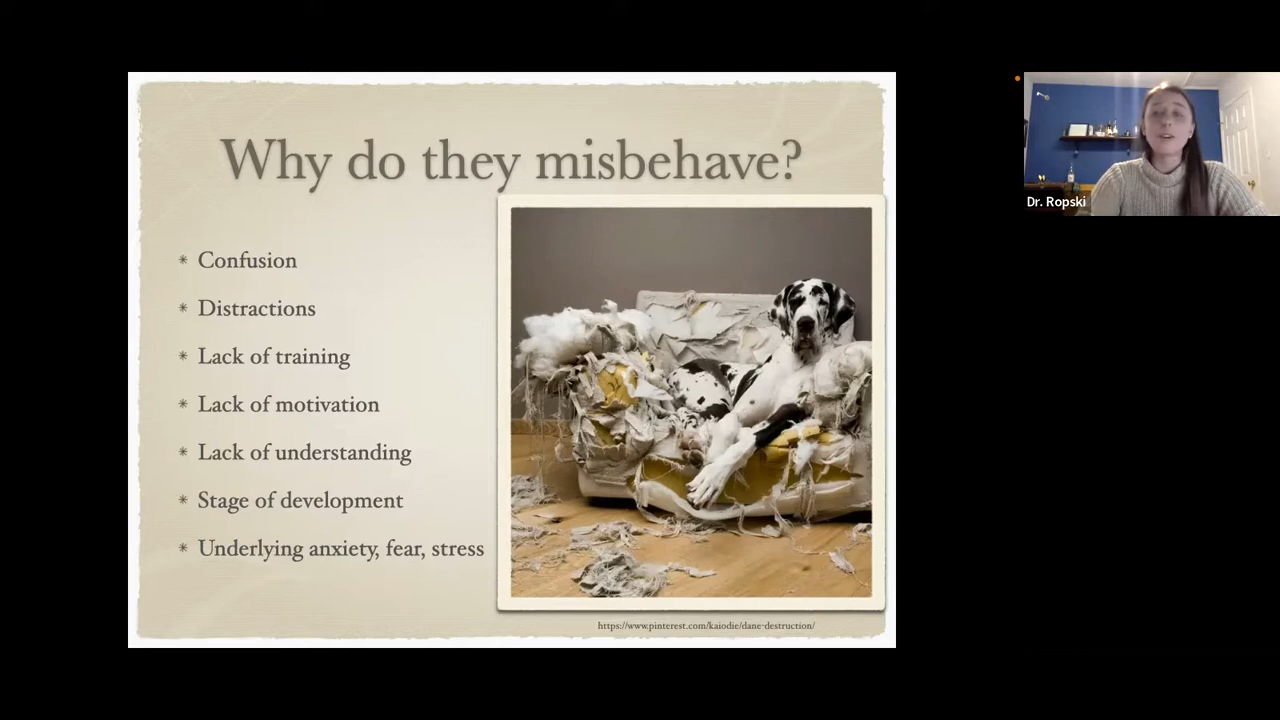 Why do they misbehave?
Confusion
Distractions
Lack of training
Lack of motivation
Lack of understanding
Stage of development
Underlying anxiety, fear, stress
https://www.pinterest.com/kaiodie/dane-destruction/
Dr. Ropski